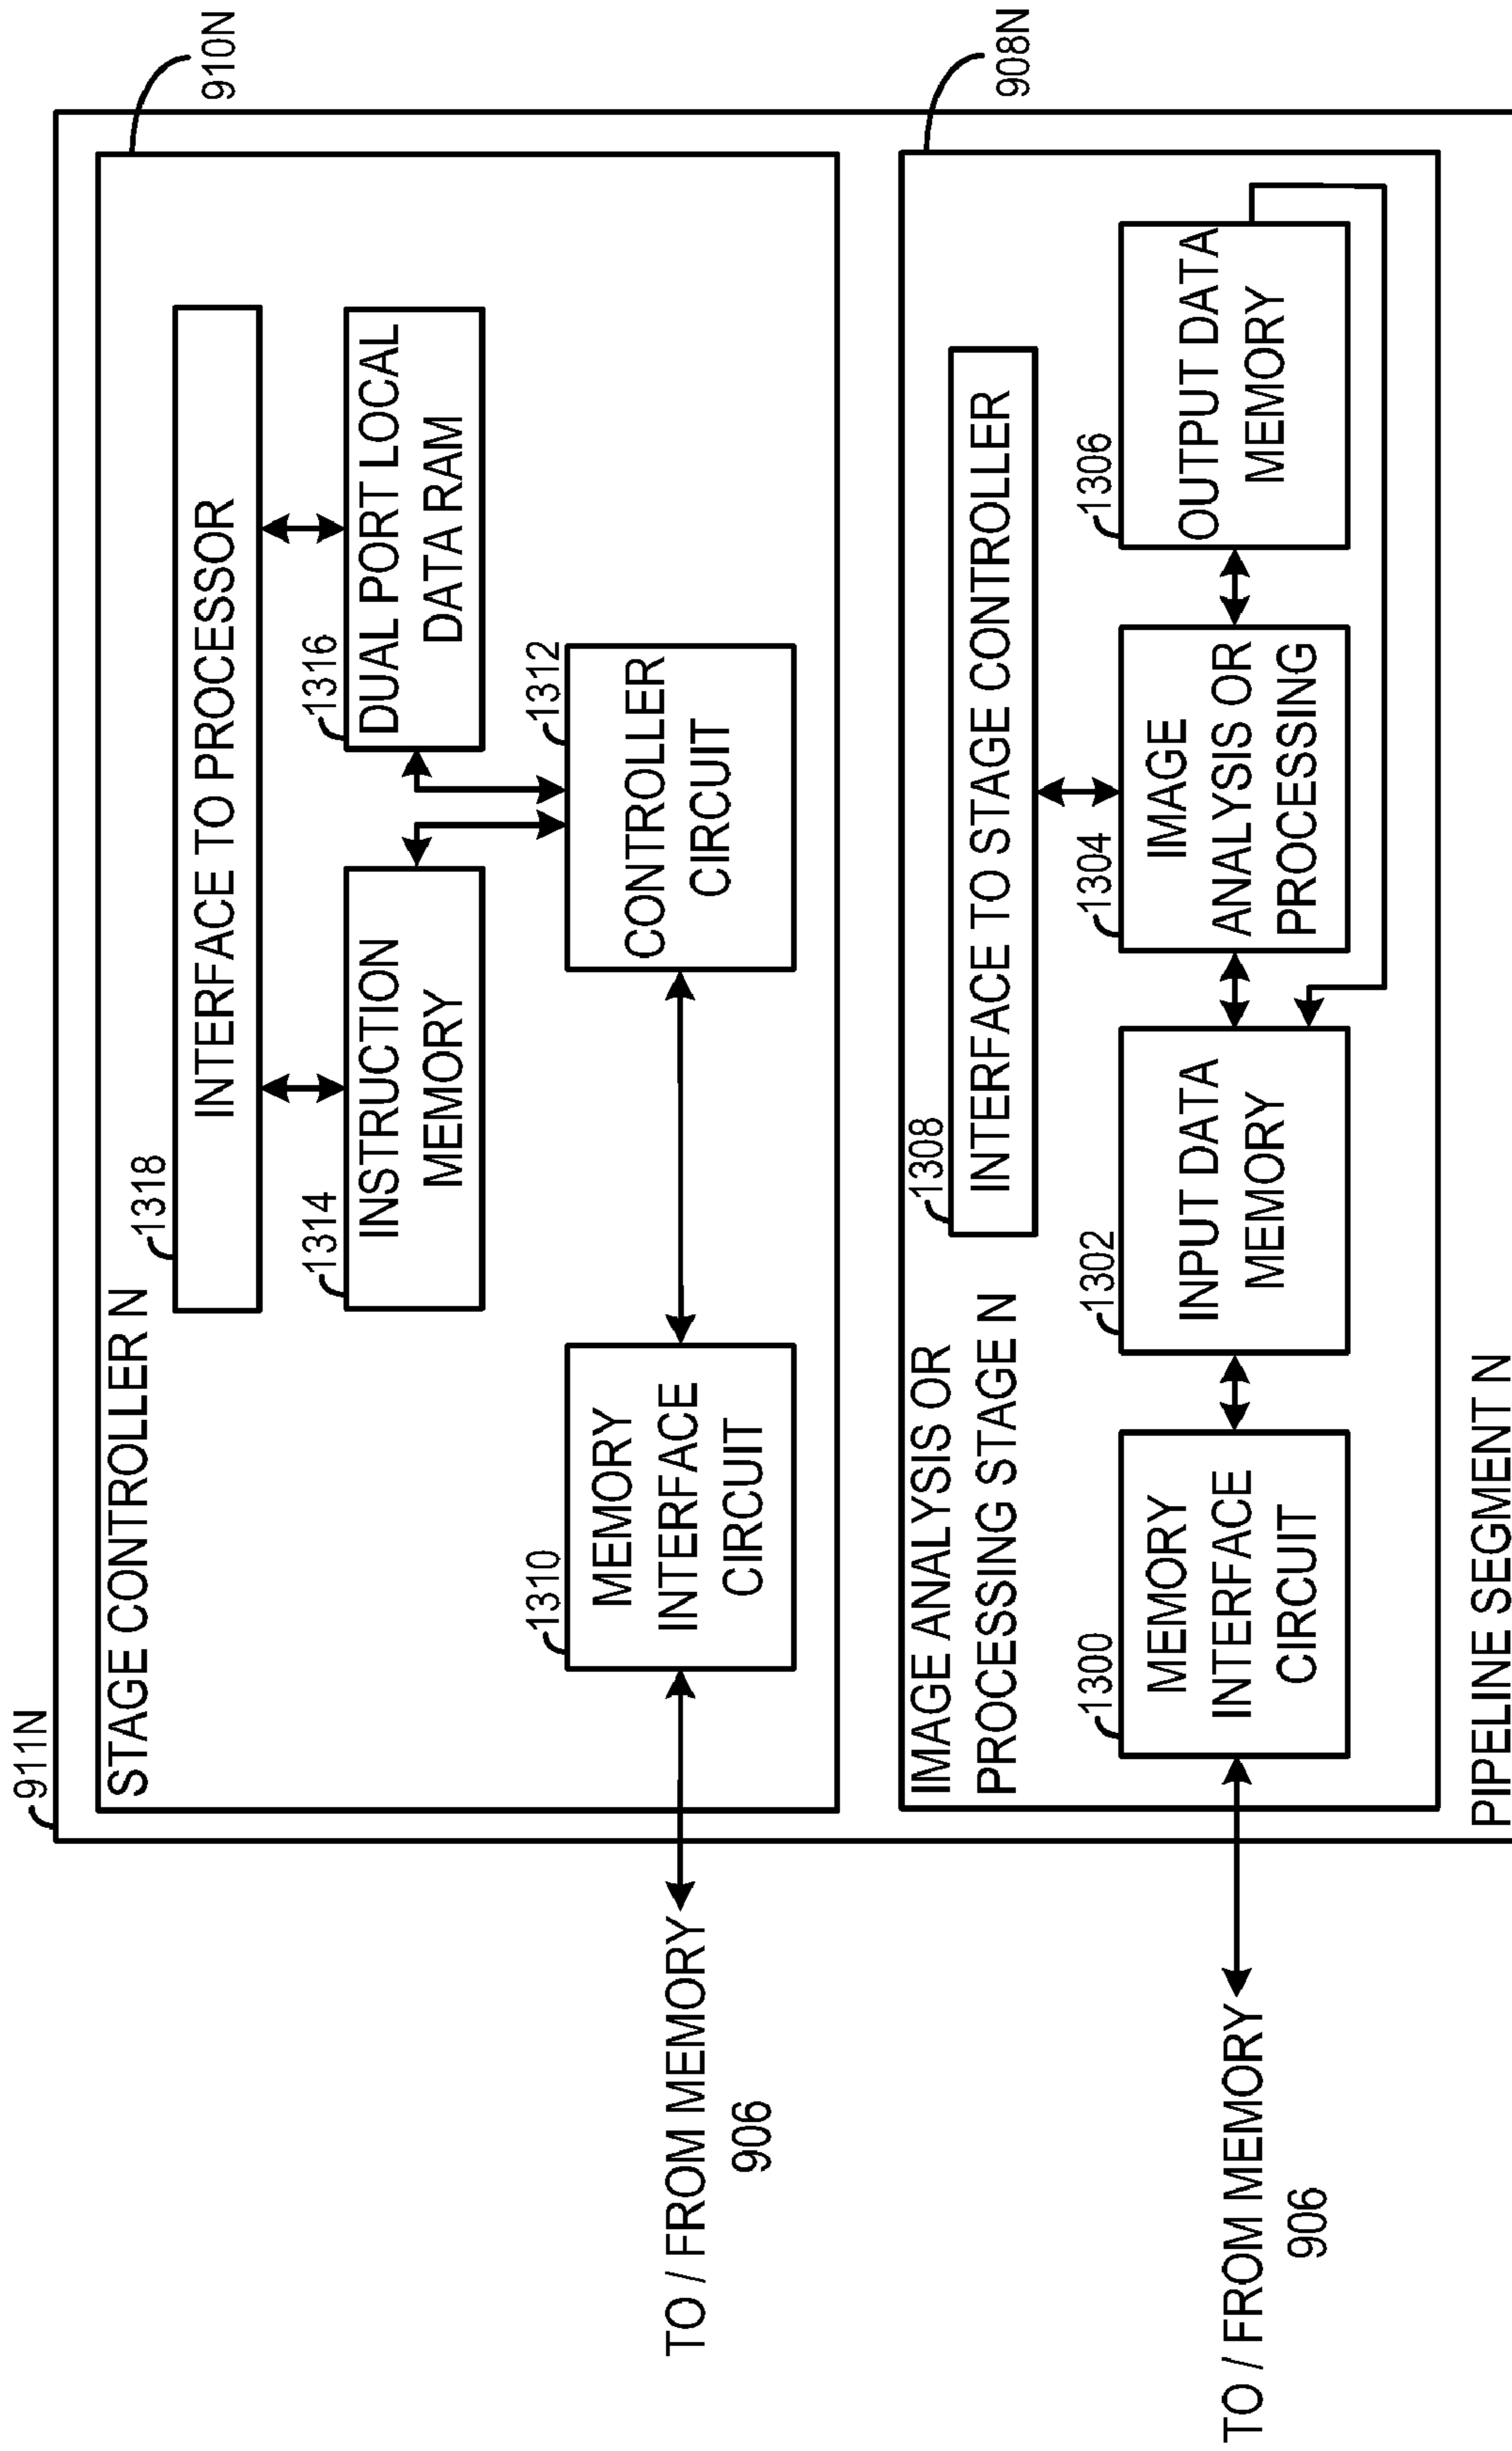 911N
STAGE CONTROLLER N
910N
1318
INTERFACE TO PROCESSOR
1314
INSTRUCTION
MEMORY
1316
DUAL PORT LOCAL
DATA RAM
1310
MEMORY
INTERFACE
CIRCUIT
1312
CONTROLLER
CIRCUIT
TO / FROM MEMORY
906
IMAGE ANALYSIS OR
PROCESSING STAGE N
908N
1308
INTERFACE TO STAGE CONTROLLER
1300
MEMORY
INTERFACE
CIRCUIT
1302
INPUT DATA
MEMORY
1304
IMAGE
ANALYSIS OR
PROCESSING
1306
OUTPUT DATA
MEMORY
TO / FROM MEMORY
906
PIPELINE SEGMENT N